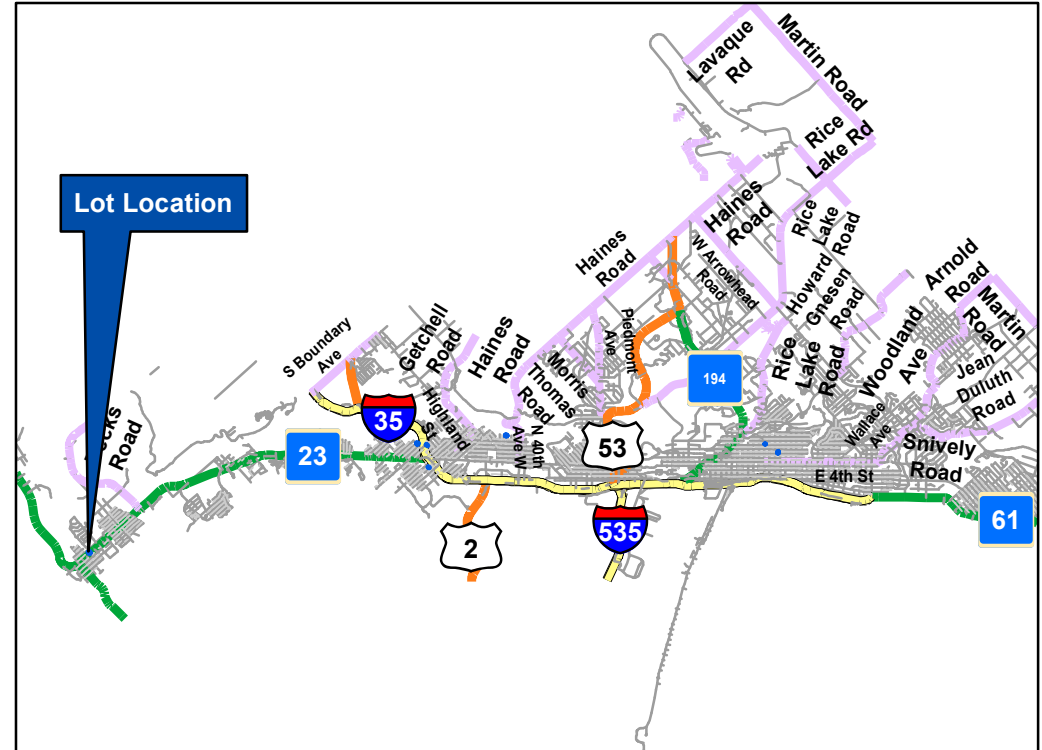 Lavaque
Rd
Martin Road
Rice
Lake Rd
Lot Location
Haines
Road
Haines
Road
W Arrowhead
Road
Rice
Lake
Road
Howard
Gnesen
Road
Arnold
Road
Martin
Road
S Boundary
Ave
Getchell
Road
Haines
Road
Piedmont
Ave
Morris
Thomas
Road
194
Rice
Lake
Road
Woodland
Ave
Jean
Duluth
Road
35
Highland
St
N 40th
Ave W
53
Wallace
Ave
Snively
Road
Road
23
E 4th St
2
535
61